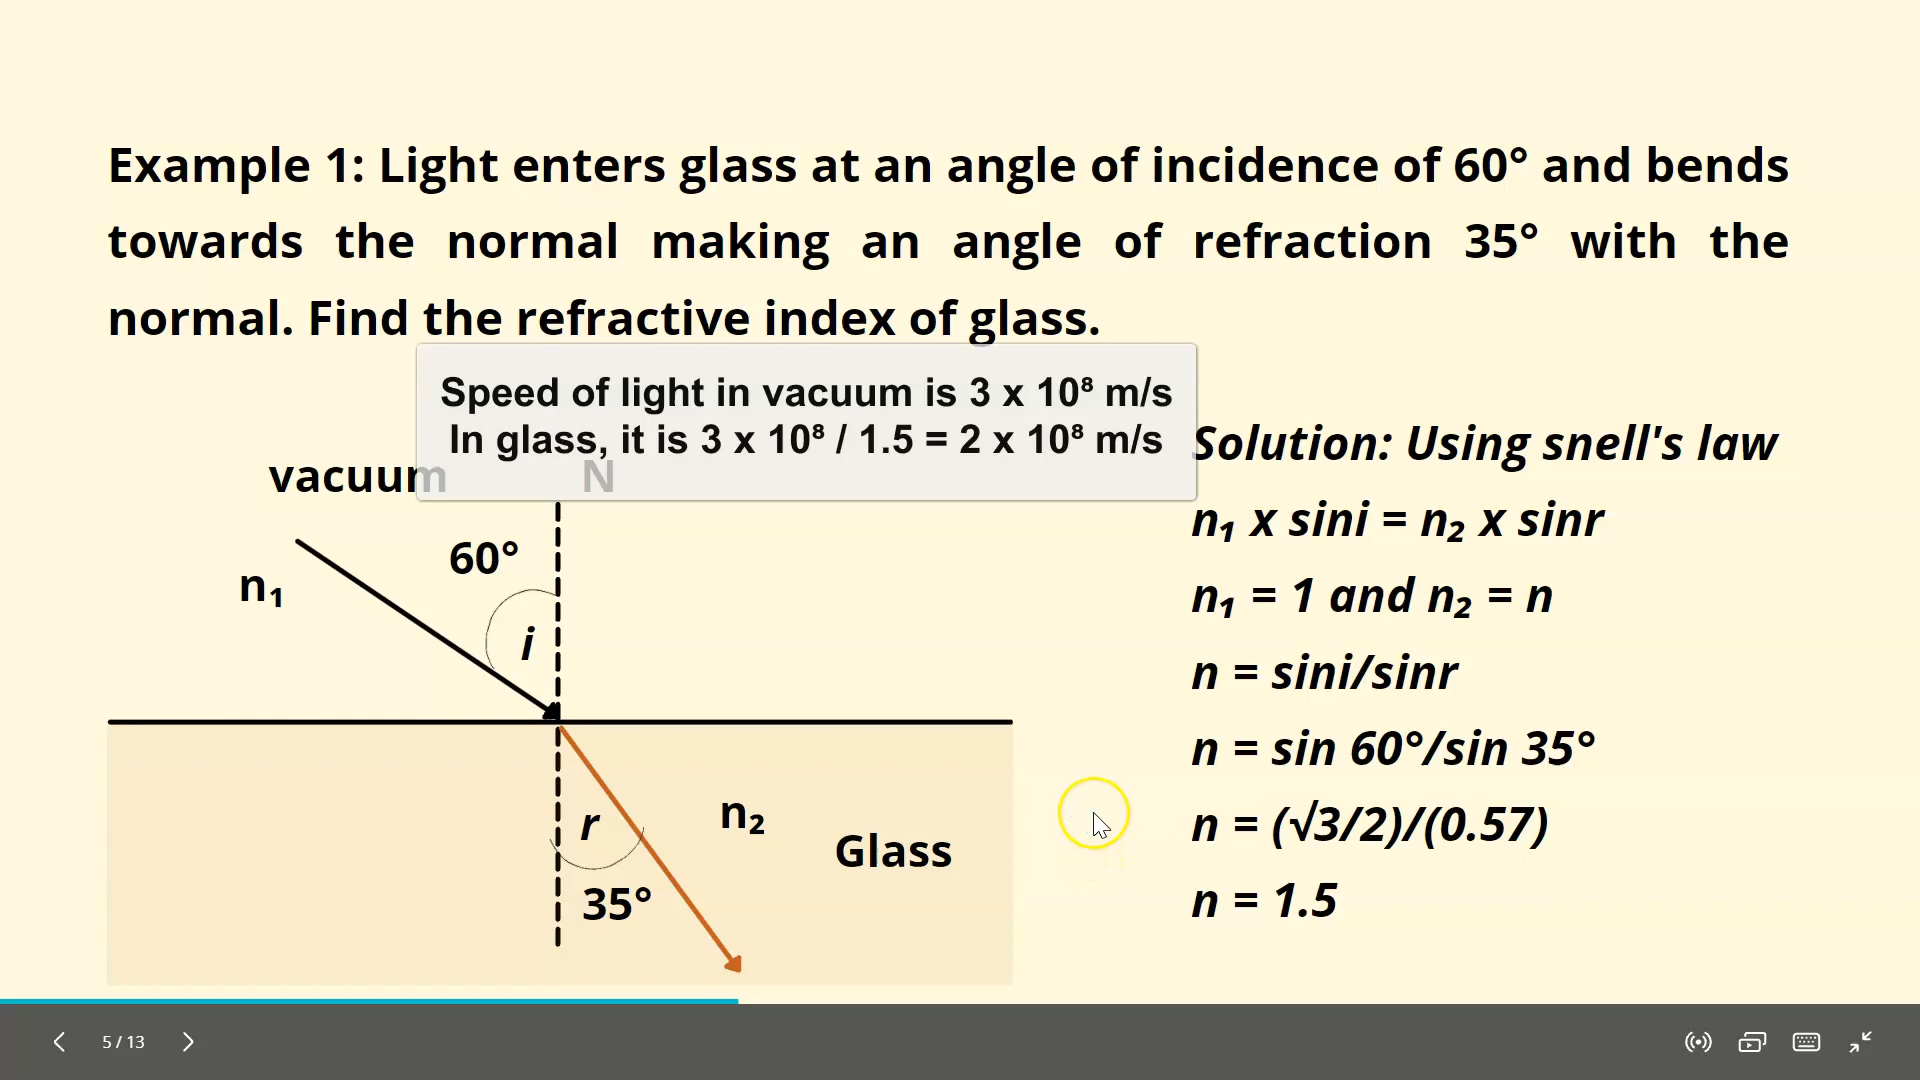 Example 1: Light enters glass at an angle of incidence of 60° and bends
towards the normal making an angle of refraction 35° with the
normal. Find the refractive index of glass.
Speed of light in vacuum is 3 x 10⁸ m/s
In glass, it is 3 x 10⁸ / 1.5 = 2 x 10⁸ m/s
vacuum
N
60°
n₁
i
r
n₂
Glass
35°
Solution: Using snell's law
n₁ x sini = n₂ x sinr
n₁ = 1 and n₂ = n
n = sini/sinr
n = sin 60°/sin 35°
n = (√3/2)/(0.57)
n = 1.5
5 / 13